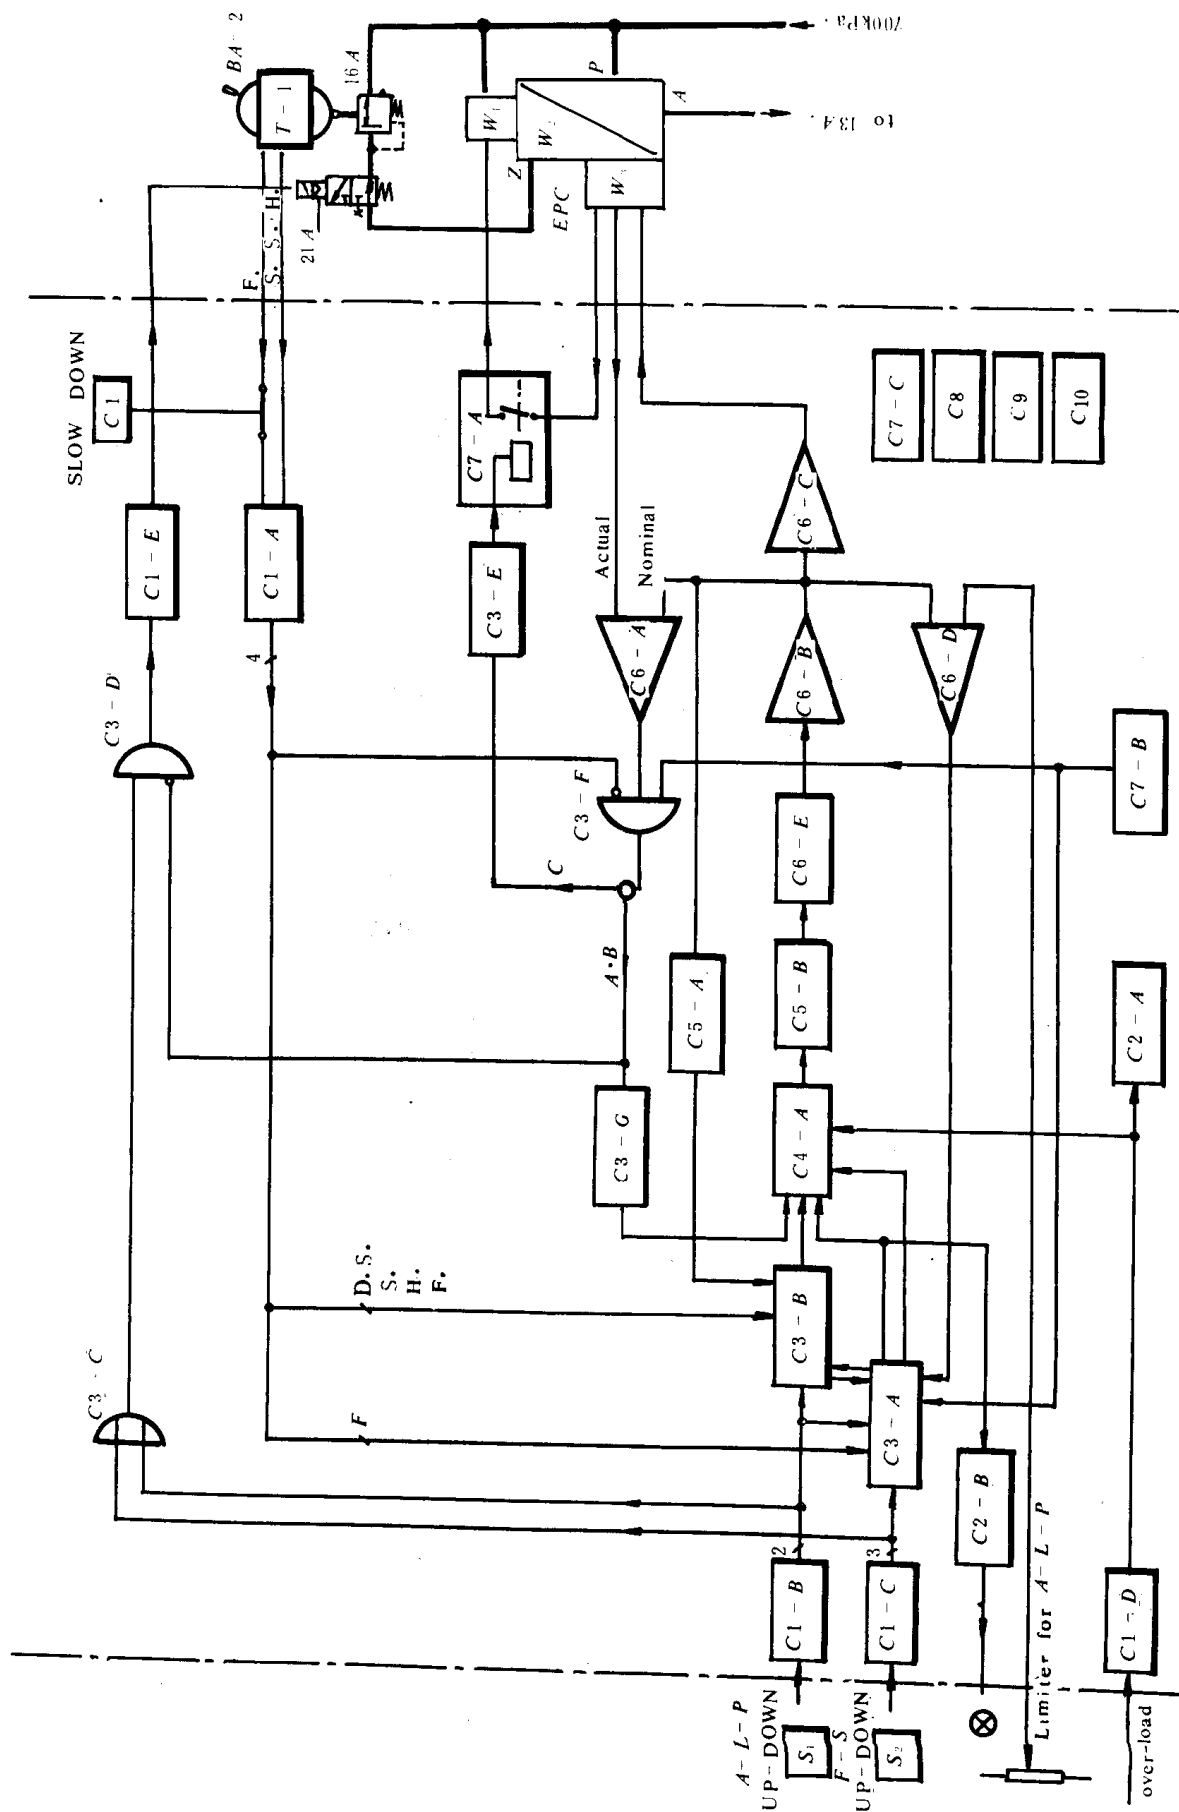 BA-2
T-1
16A
700kPa.
P
W1
W2
W3
A
to 13A.
Z
EPC
21A
F.
S. S. H.
SLOW DOWN
C1
C1-E
C1-A
4
C7-A
C3-E
Actual
Nominal
C6-A
C6-B
C6-C
C6-D
C7-C
C8
C9
C10
C3-D
C3-F
C
A·B
C5-A
C5-B
C6-E
C7-B
C3-G
C4-A
C2-A
D.S.
S.
H.
F.
C3-C
F
C3-B
C3-A
C2-B
2
3
C1-B
C1-C
C1-D
A-L-P
UP-DOWN
S1
F-S
UP-DOWN
S2
Limiter for A-L-P
over-load